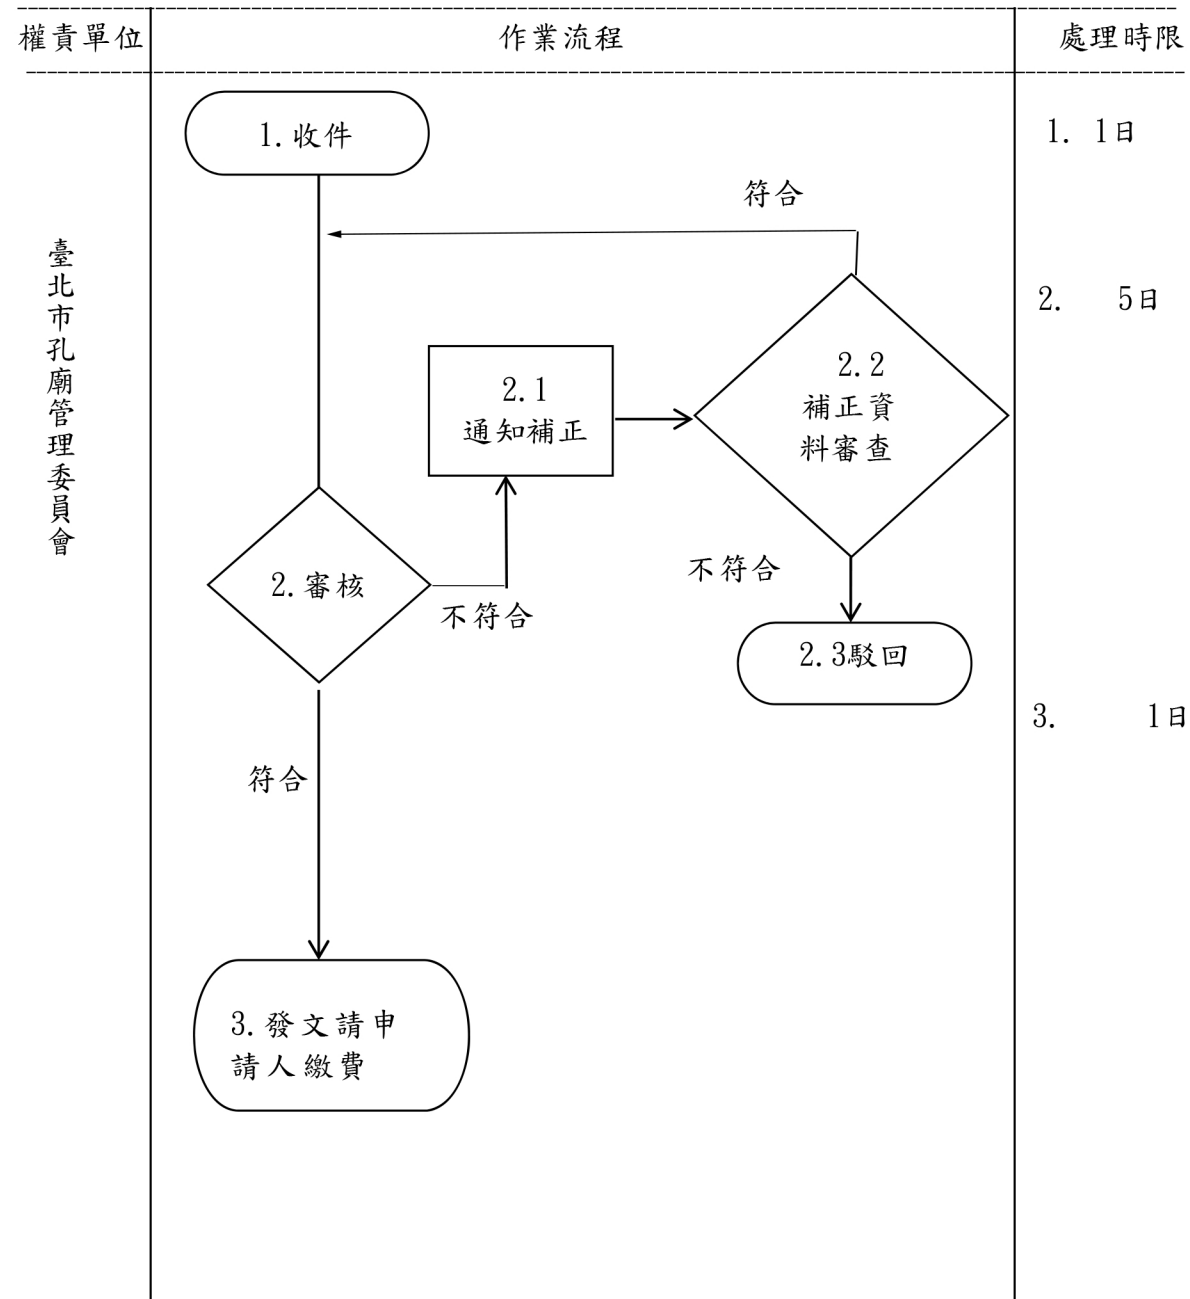 權責單位
作業流程
處理時限
臺北市孔廟管理委員會
1.收件
1. 1日
符合
2. 5日
2.1
通知補正
2.2
補正資
料審查
2.審核
不符合
不符合
2.3駁回
3. 1日
符合
3.發文請申
請人繳費